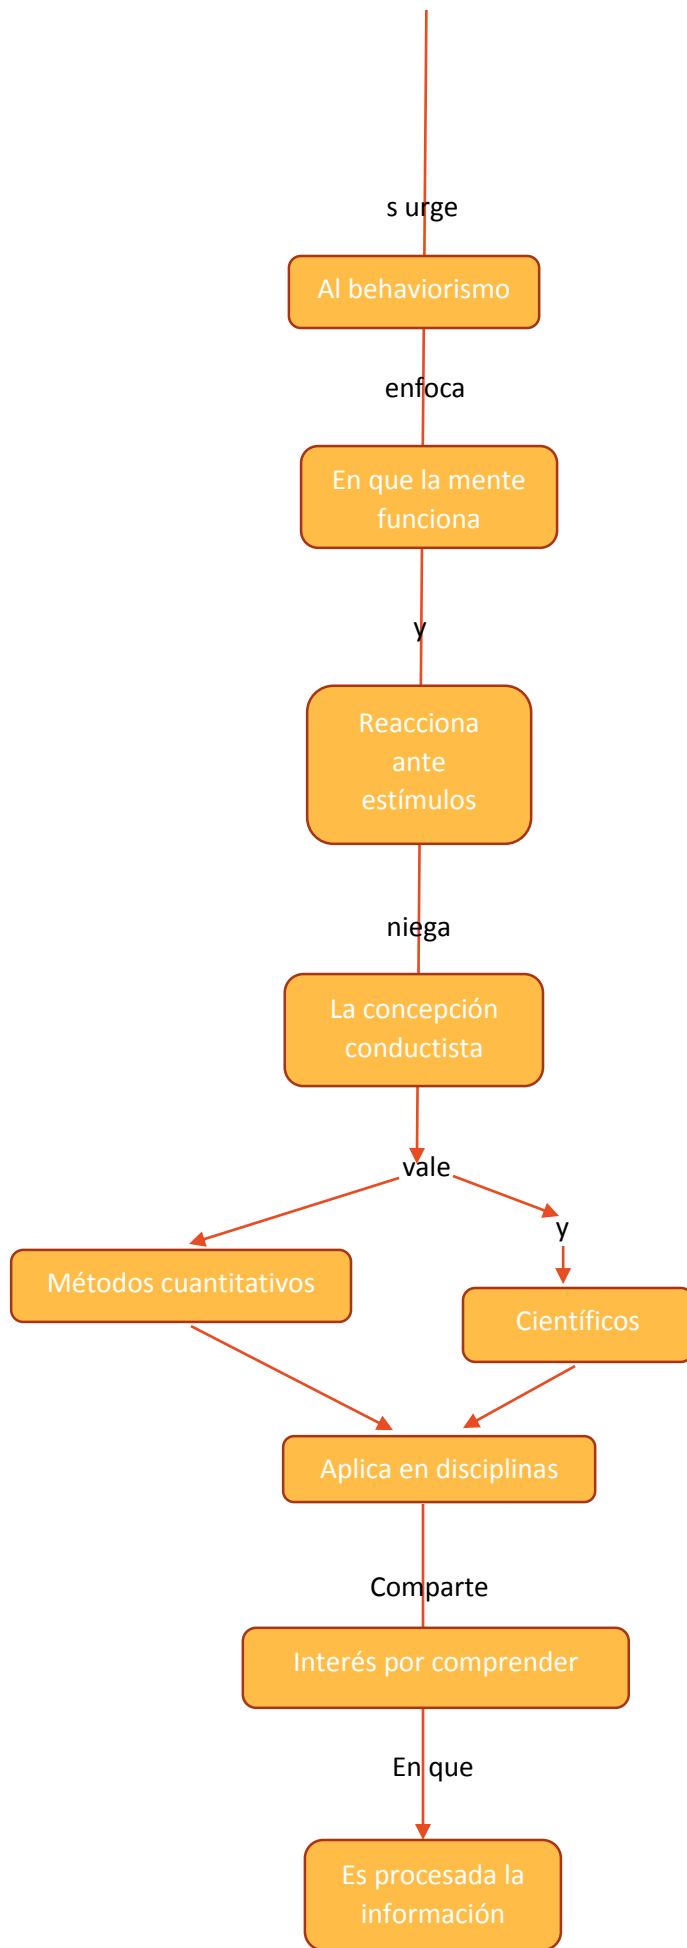 s urge
Al behaviorismo
enfoca
En que la mente
funciona
y
Reacciona
ante
estímulos
niega
La concepción
conductista
vale
y
Métodos cuantitativos
Científicos
Aplica en disciplinas
Comparte
Interés por comprender
En que
Es procesada la
información